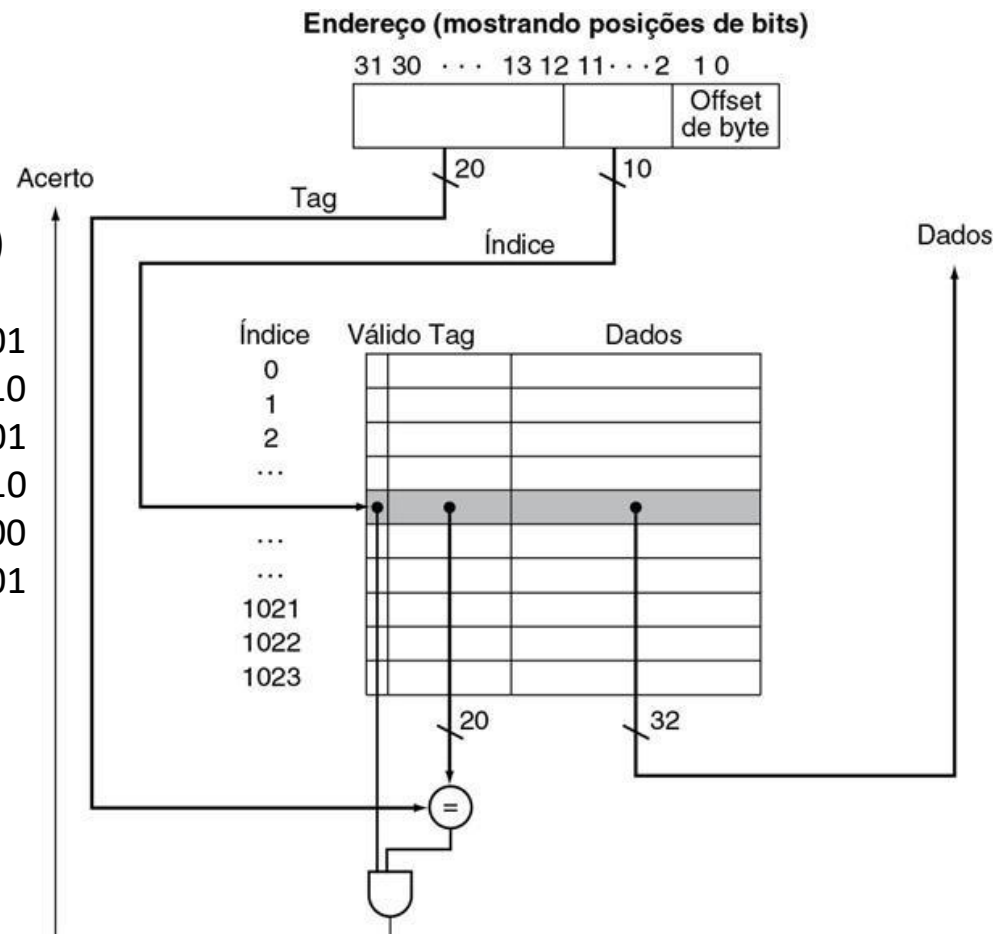 Endereço (mostrando posições de bits)
31 30 · · · 13 12 11 · · · 2 1 0
Offset
de byte
20
10
Acerto
Tag
)
Índice
Dados
01
10
01
10
00
01
Índice Válido Tag Dados
0
1
2
...
...
...
1021
1022
1023
20
32
=